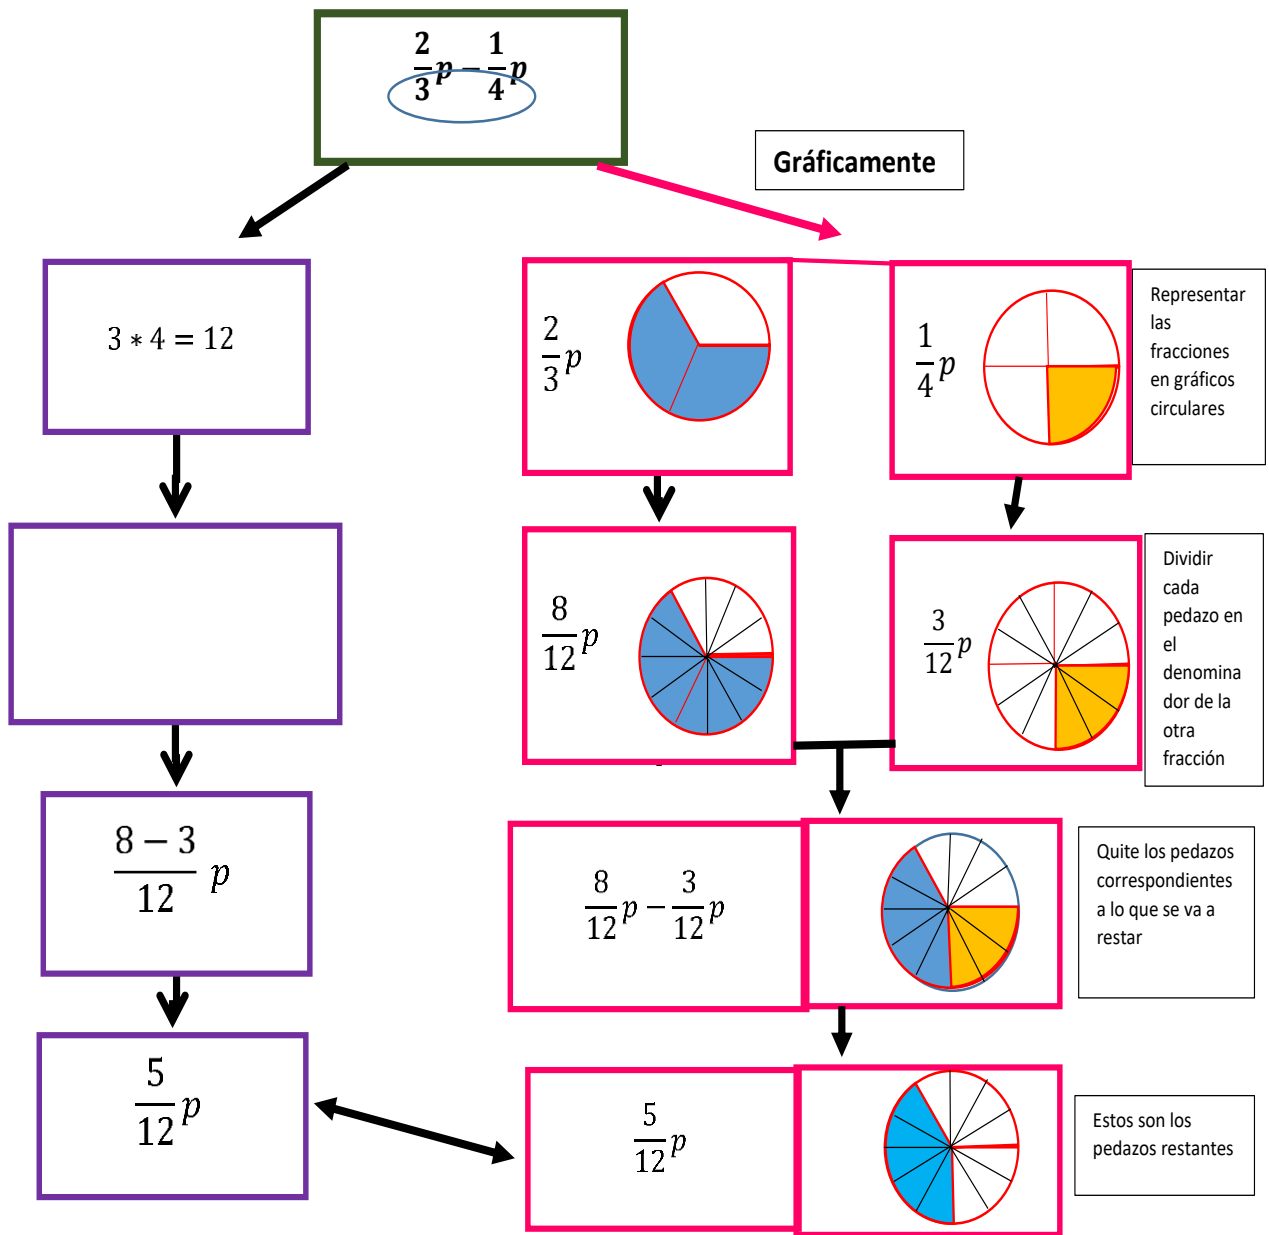 2/3 p − 1/4 p
Gráficamente
3 ∗ 4 = 12
2/3 p
1/4 p
Representar
las
fracciones
en gráficos
circulares
8/12 p
3/12 p
Dividir
cada
pedazo en
el
denomina
dor de la
otra
fracción
(8 − 3)/12 p
8/12 p − 3/12 p
Quite los pedazos
correspondientes
a lo que se va a
restar
5/12 p
5/12 p
Estos son los
pedazos restantes